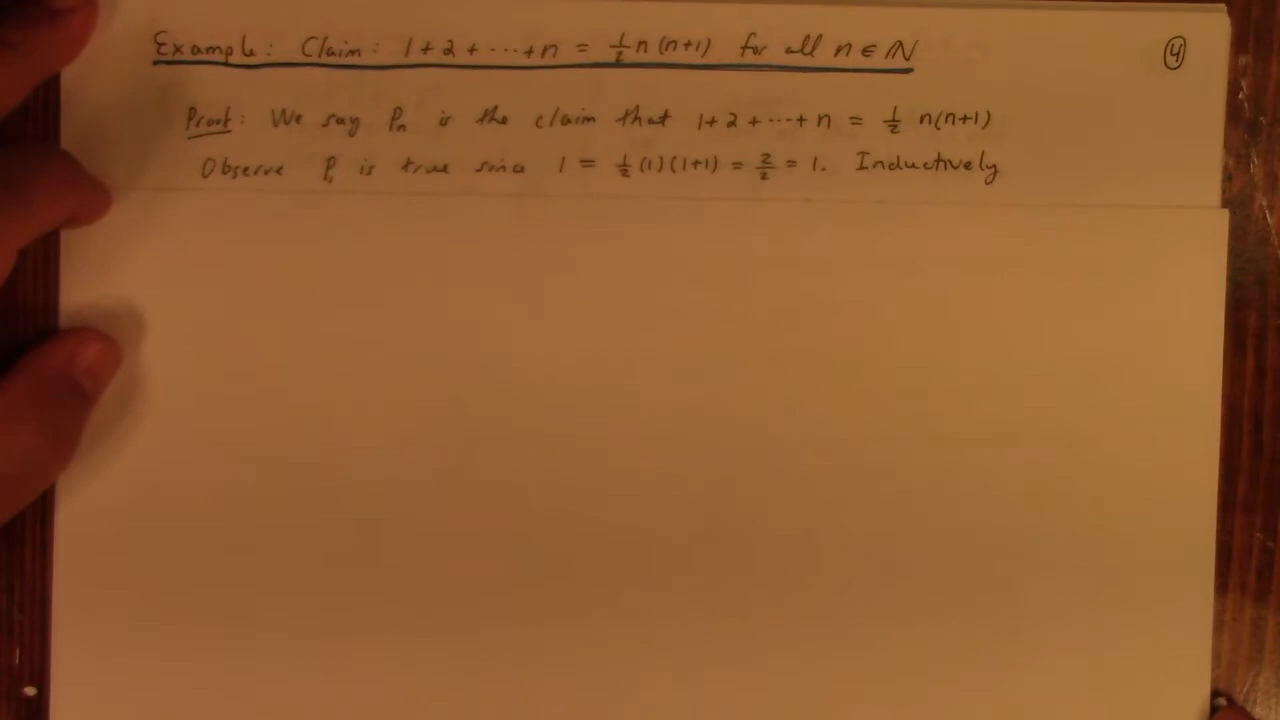 Example: Claim: 1+2+⋯+n = ½ n(n+1) for all n ∈ ℕ
④
Proof: We say Pₙ is the claim that 1+2+⋯+n = ½ n(n+1)
Observe P₁ is true since 1 = ½(1)(1+1) = 2/2 = 1. Inductively